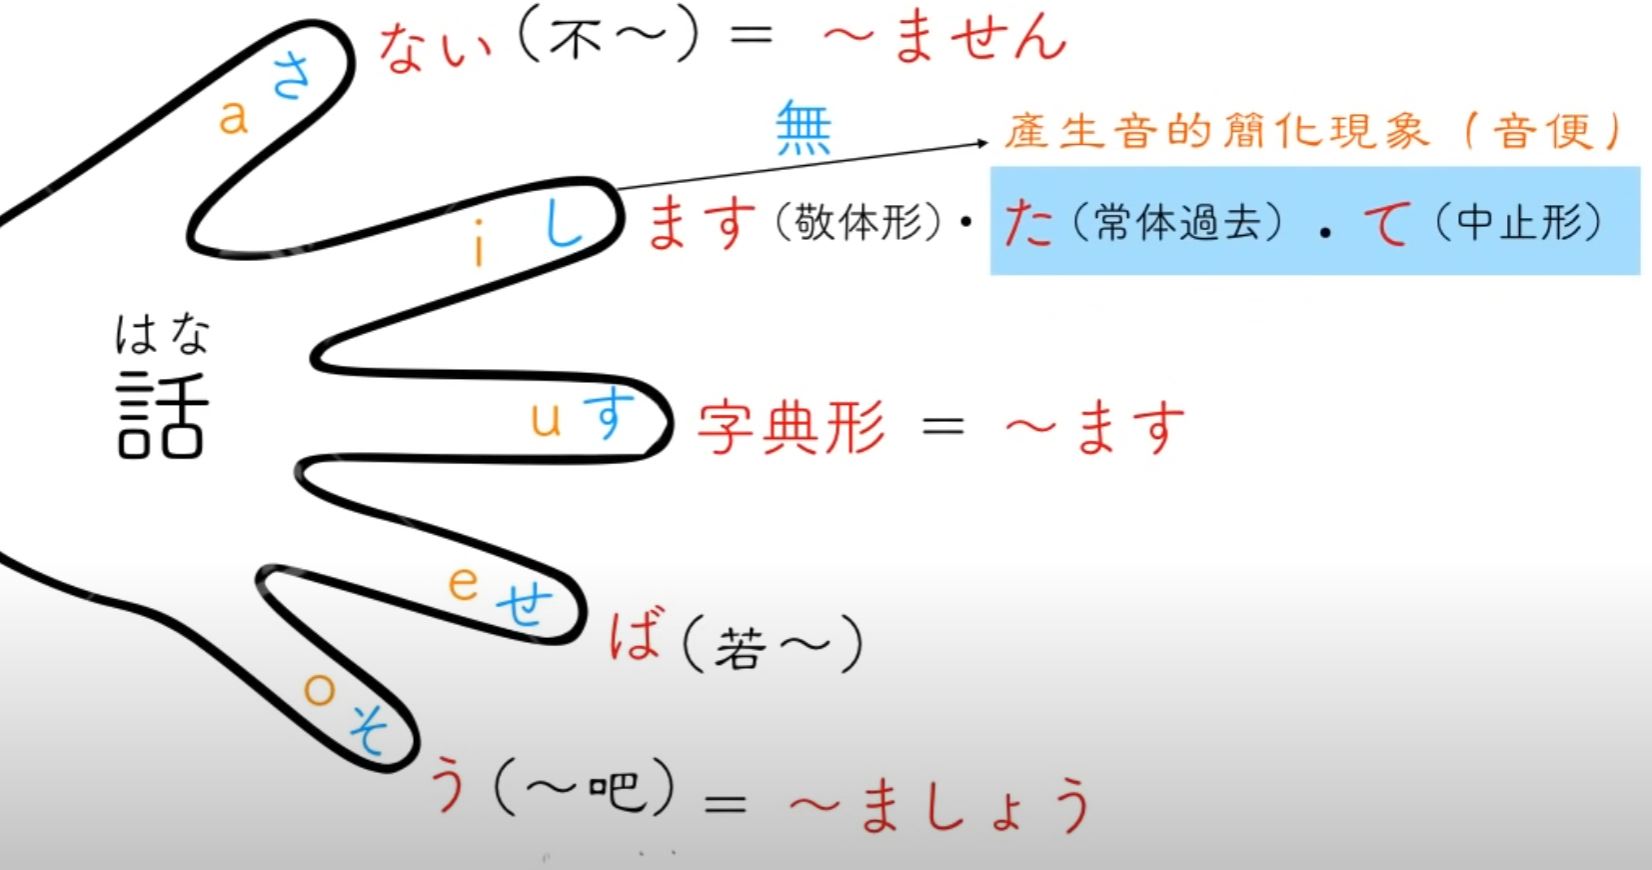 a さ ない（不～）＝ ～ません
無 產生音的簡化現象（音便）
i し ます（敬体形）・た（常体過去）．て（中止形）
はな
話
u す 字典形 ＝ ～ます
e せ ば（若～）
o そ う（～吧）＝ ～ましょう